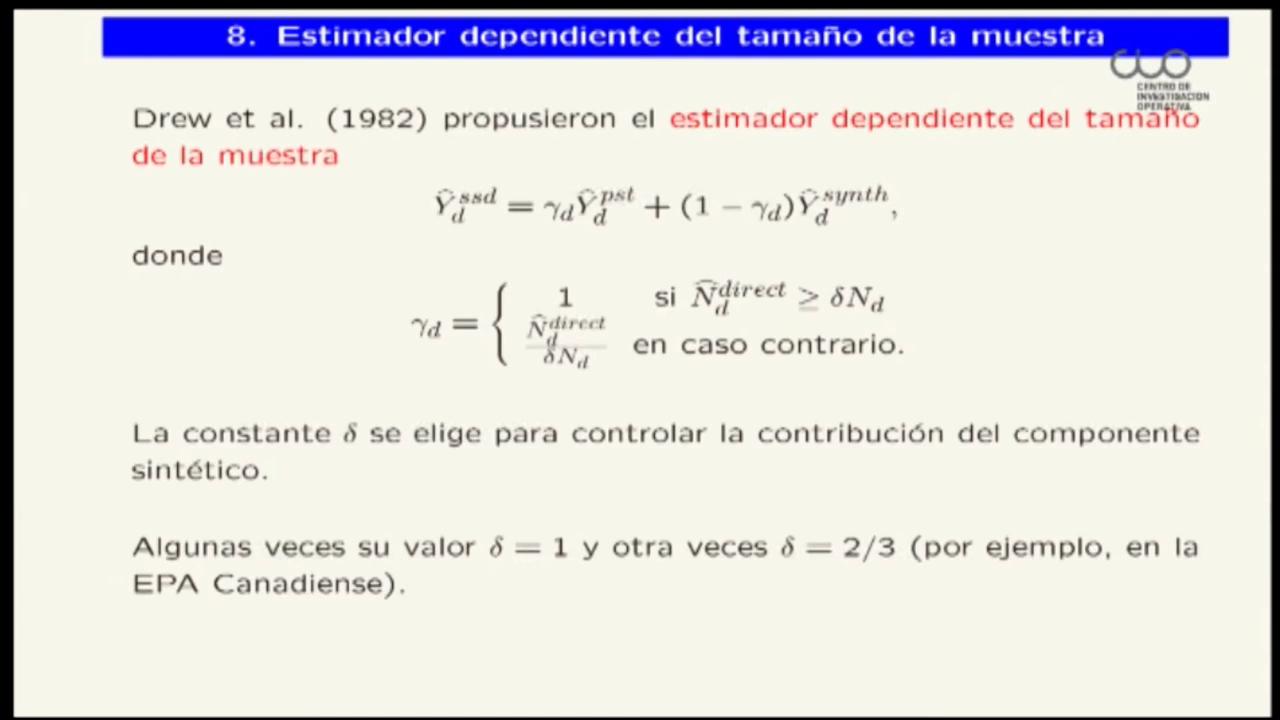 8. Estimador dependiente del tamaño de la muestra
CENTRO DE
INVESTIGACION
OPERATIVA
Drew et al. (1982) propusieron el estimador dependiente del tamaño
de la muestra
Ŷ_d^{ssd} = γ_d Ŷ_d^{pst} + (1 − γ_d)Ŷ_d^{synth},
donde
γ_d = { 1 si N̂_d^{direct} ≥ δN_d
N̂_d^{direct} / δN_d en caso contrario.
La constante δ se elige para controlar la contribución del componente
sintético.
Algunas veces su valor δ = 1 y otra veces δ = 2/3 (por ejemplo, en la
EPA Canadiense).